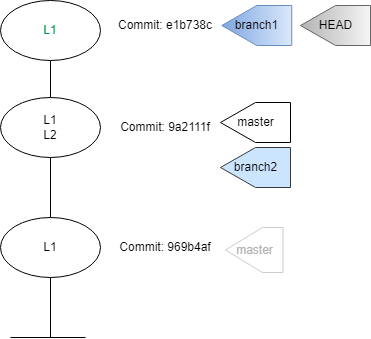 L1 Commit: e1b738c branch1 HEAD
L1
L2
Commit: 9a2111f master
branch2
L1 Commit: 969b4af master